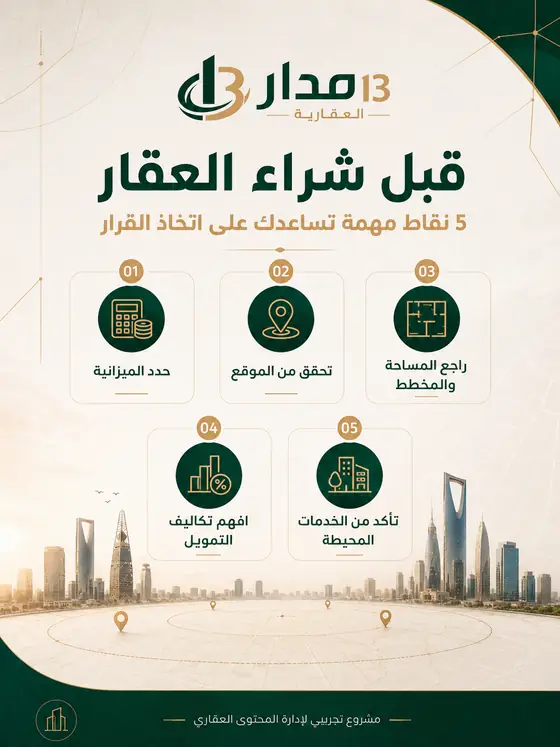 مدار 13
العقارية
قبل شراء العقار
5 نقاط مهمة تساعدك على اتخاذ القرار
01
حدد الميزانية
02
تحقق من الموقع
03
راجع المساحة
والمخطط
04
افهم تكاليف
التمويل
05
تأكد من الخدمات
المحيطة
مشروع تجريبي لإدارة المحتوى العقاري